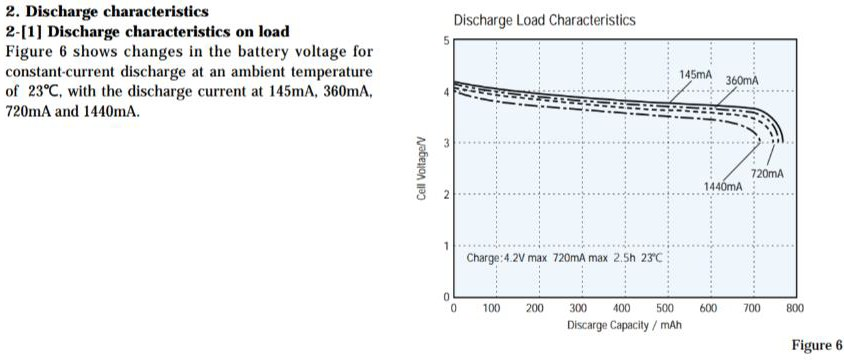 2. Discharge characteristics
2-[1] Discharge characteristics on load
Figure 6 shows changes in the battery voltage for
constant-current discharge at an ambient temperature
of 23°C, with the discharge current at 145mA, 360mA,
720mA and 1440mA.
Discharge Load Characteristics
5
4
3
2
1
0
Cell Voltage/V
145mA
360mA
720mA
1440mA
Charge:4.2V max 720mA max 2.5h 23°C
0 100 200 300 400 500 600 700 800
Discarge Capacity / mAh
Figure 6